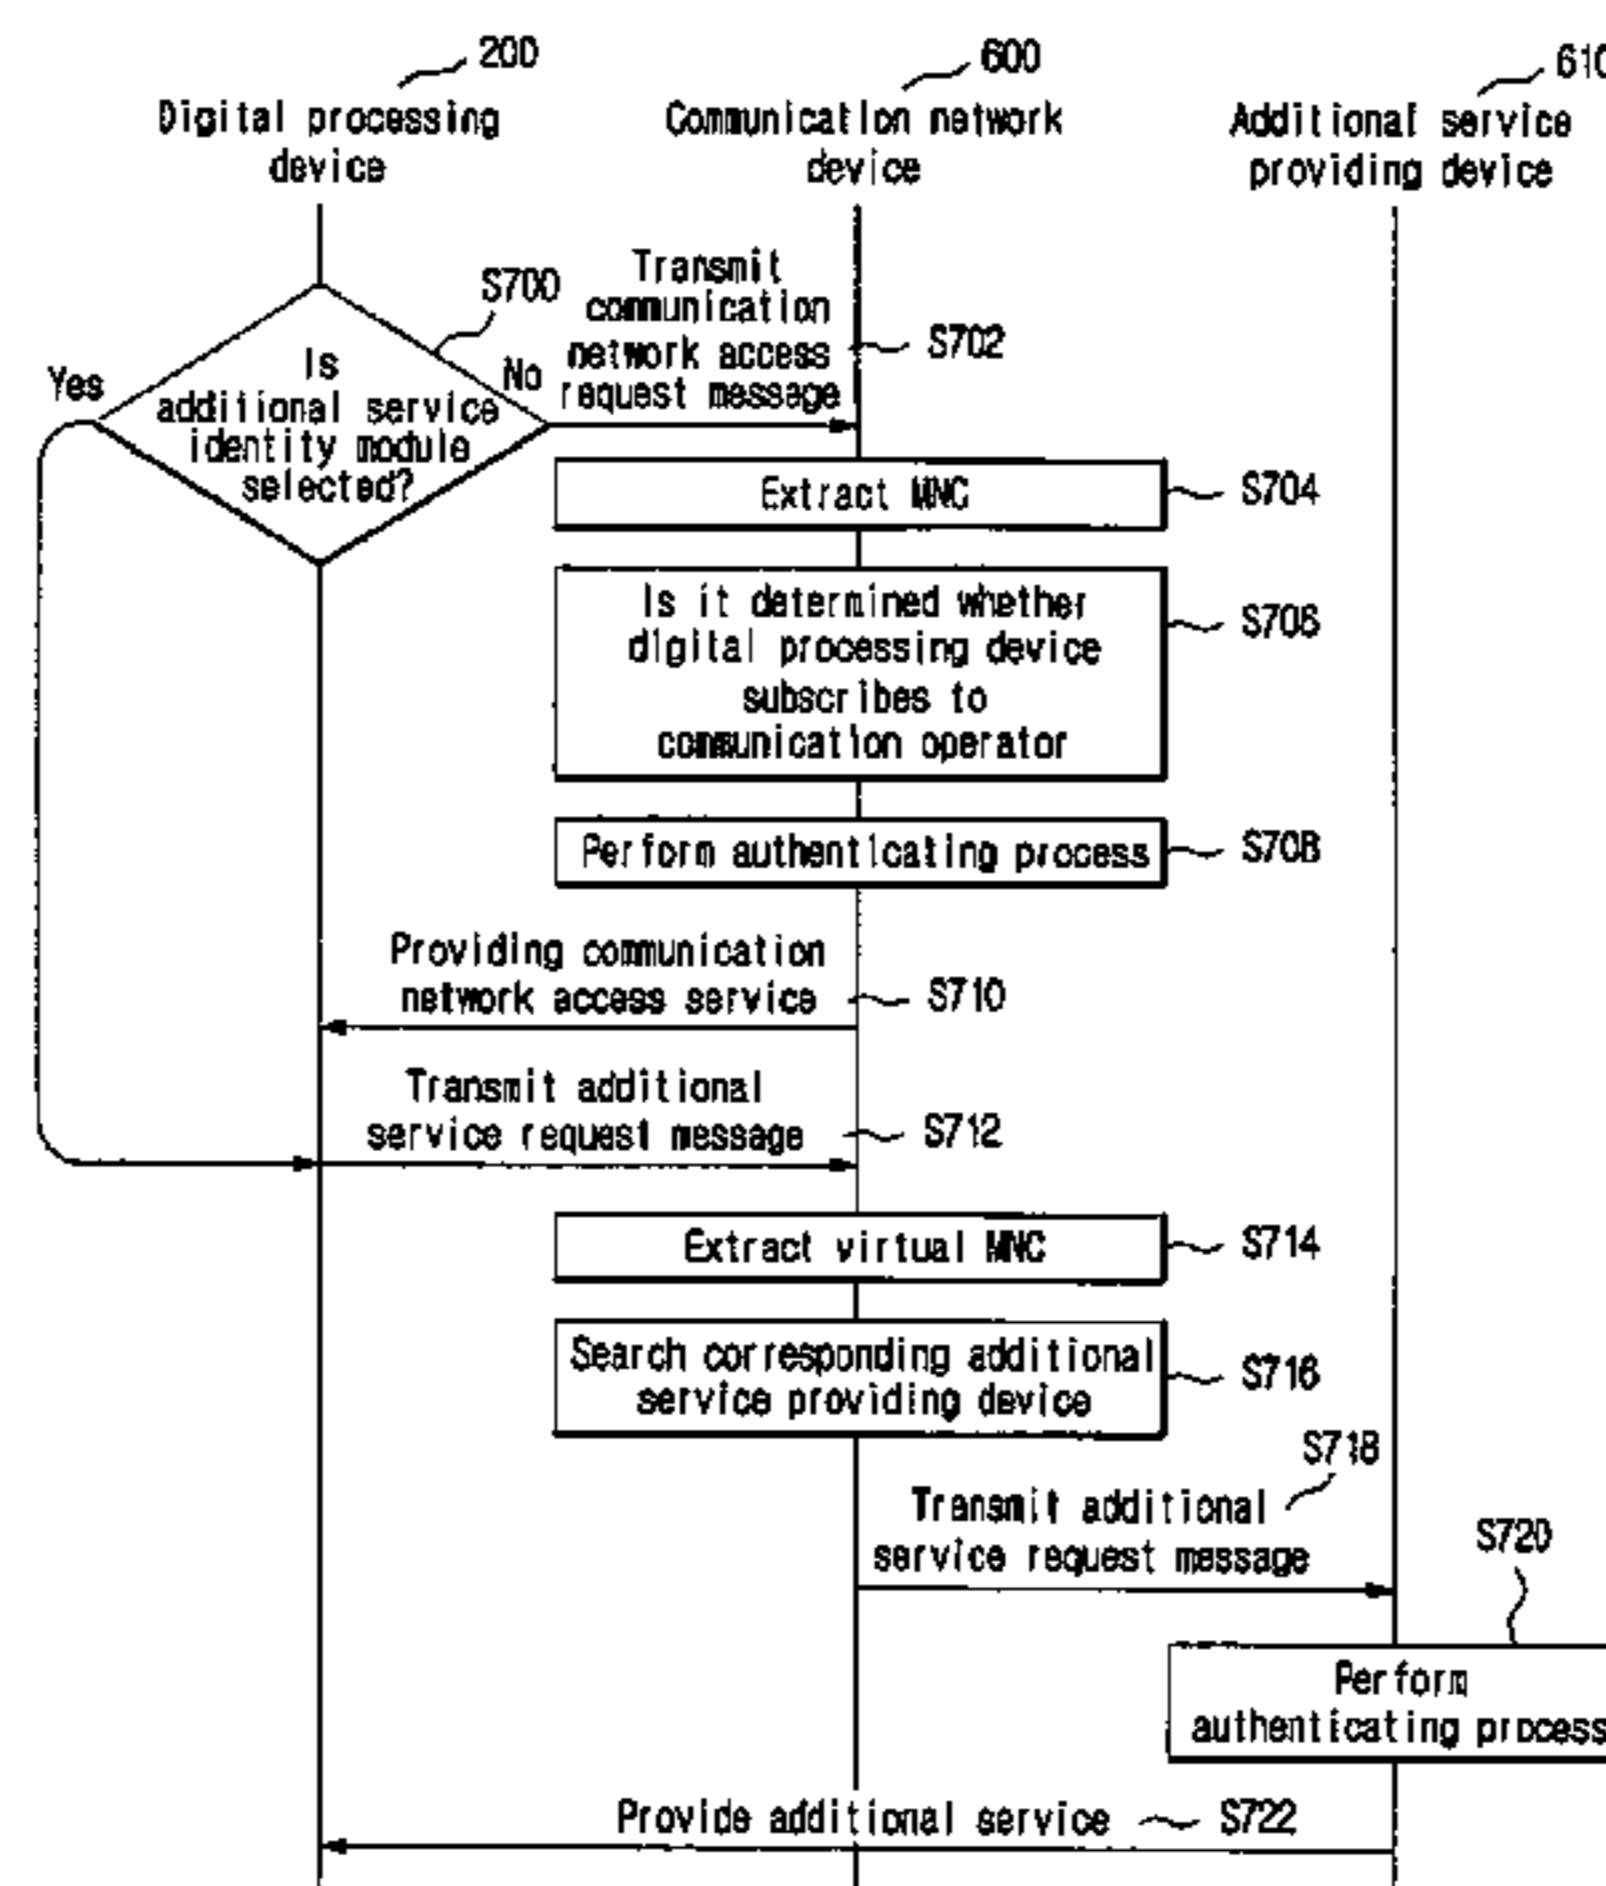 200
Digital processing
device
600
Communication network
device
610
Additional service
providing device
S700
Is
additional service
identity module
selected?
Yes
No
Transmit
communication
network access
request message
S702
Extract MNC
S704
Is it determined whether
digital processing device
subscribes to
communication operator
S706
Perform authenticating process
S708
Providing communication
network access service
S710
Transmit additional
service request message
S712
Extract virtual MNC
S714
Search corresponding additional
service providing device
S716
S718
Transmit additional
service request message
S720
Perform
authenticating process
Provide additional service
S722